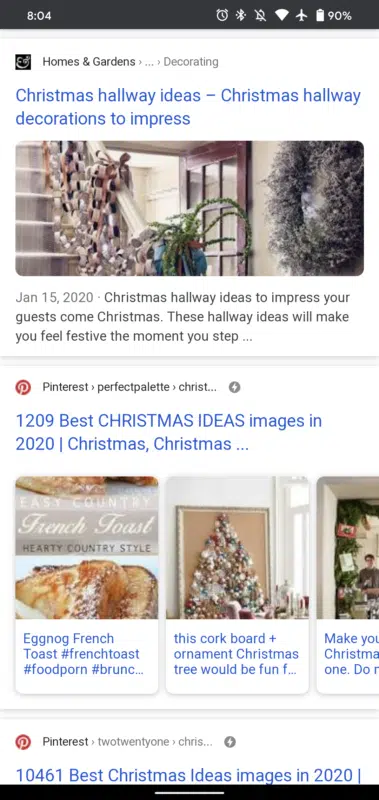 8:04
90%
Homes & Gardens › ... › Decorating
Christmas hallway ideas – Christmas hallway
decorations to impress
Jan 15, 2020 · Christmas hallway ideas to impress your
guests come Christmas. These hallway ideas will make
you feel festive the moment you step ...
Pinterest › perfectpalette › christ...
1209 Best CHRISTMAS IDEAS images in
2020 | Christmas, Christmas ...
EASY COUNTRY
French Toast
HEARTY COUNTRY STYLE
Eggnog French
Toast #frenchtoast
#foodporn #brunc...
this cork board +
ornament Christmas
tree would be fun f...
Make you
Christma
one. Do n
Pinterest › twotwentyone › chris...
10461 Best Christmas Ideas images in 2020 |